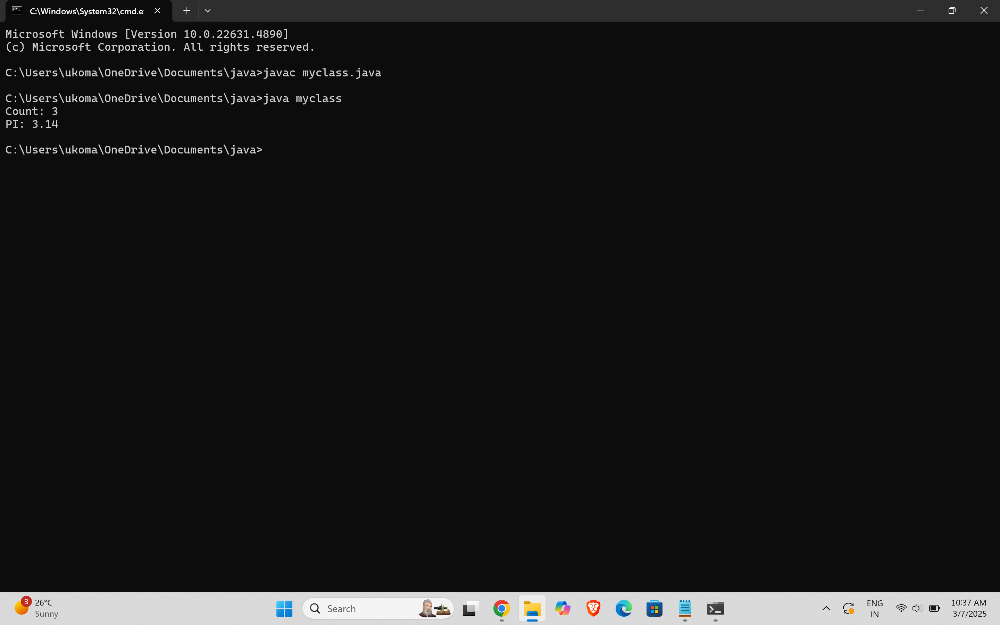 C:\Windows\System32\cmd.e
Microsoft Windows [Version 10.0.22631.4890]
(c) Microsoft Corporation. All rights reserved.
C:\Users\ukoma\OneDrive\Documents\java>javac myclass.java
C:\Users\ukoma\OneDrive\Documents\java>java myclass
Count: 3
PI: 3.14
C:\Users\ukoma\OneDrive\Documents\java>
3
26°C
Sunny
Search
ENG
IN
10:37 AM
3/7/2025